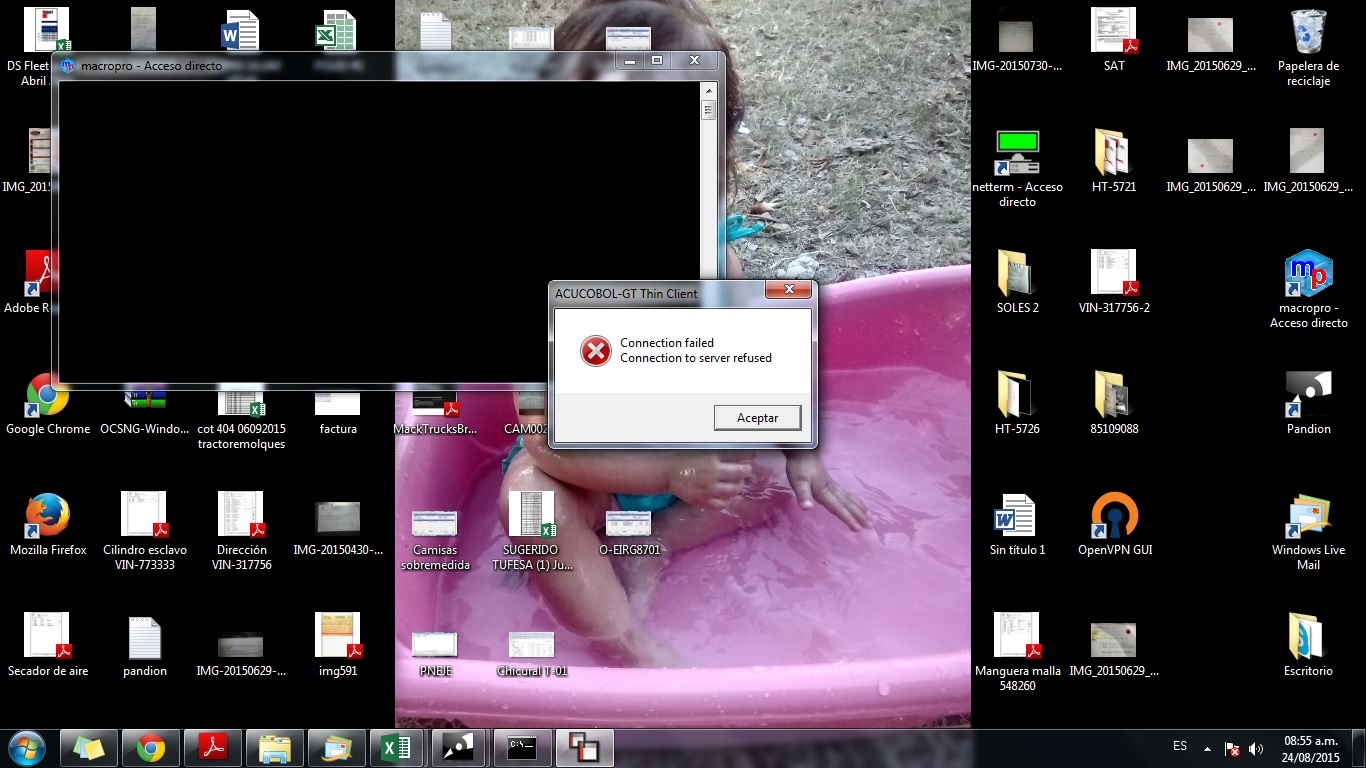 DS Fleet
Abril
IMG-20150730-...
SAT
IMG_20150629_...
Papelera de
reciclaje
macropro - Acceso directo
IMG_201
netterm - Acceso
directo
HT-5721
IMG_20150629_...
IMG_20150629_...
Adobe R
SOLES 2
VIN-317756-2
mp
macropro -
Acceso directo
ACUCOBOL-GT Thin Client
Connection failed
Connection to server refused
Aceptar
Google Chrome
OCSNG-Windo...
cot 404 06092015
tractoremolques
factura
MackTrucksBr...
CAM002
HT-5726
85109088
Pandion
Mozilla Firefox
Cilindro esclavo
VIN-773333
Dirección
VIN-317756
IMG-20150430-...
Camisas
sobremedida
SUGERIDO
TUFESA (1) Ju...
O-EIRG8701
Sin título 1
OpenVPN GUI
Windows Live
Mail
Secador de aire
pandion
IMG-20150629-...
img591
PNEJE
Chicural T-01
Manguera malla
548260
IMG_20150629_...
Escritorio
C:\
ES
08:55 a.m.
24/08/2015